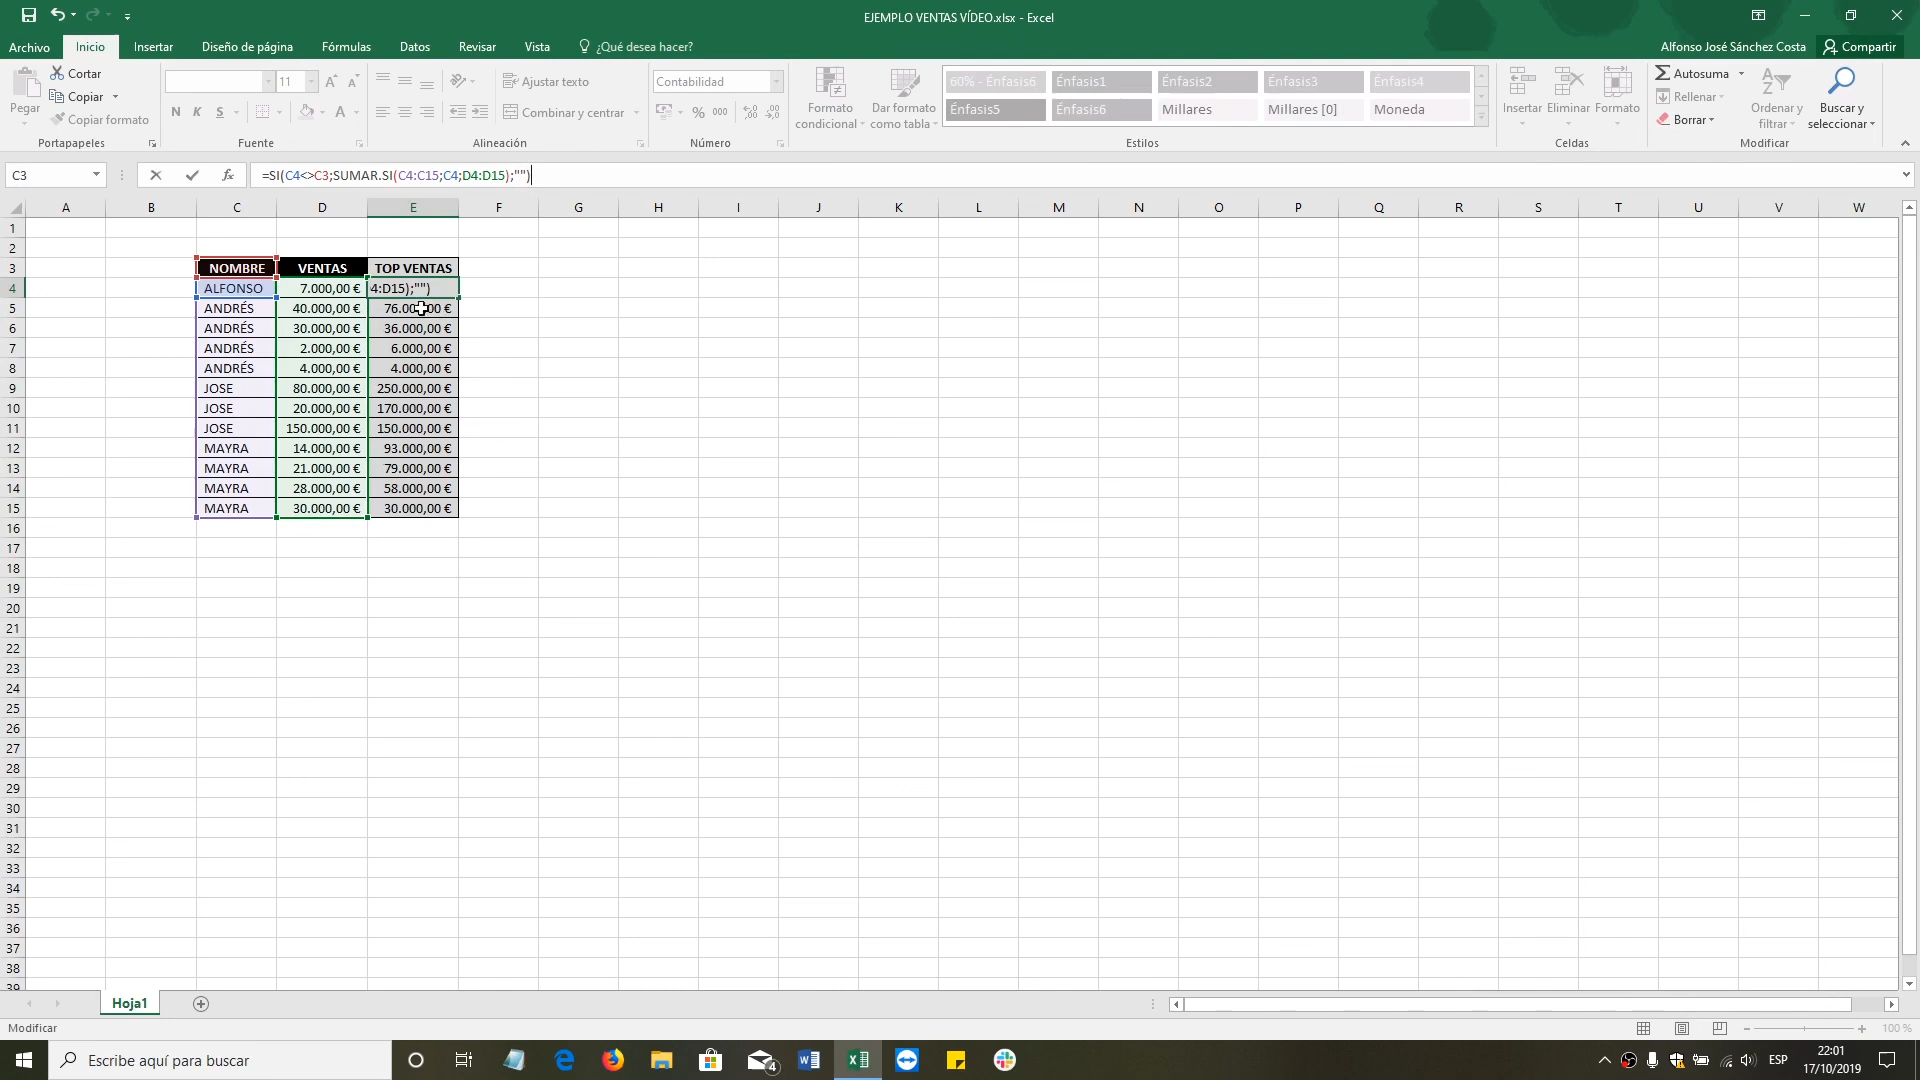 EJEMPLO VENTAS VÍDEO.xlsx - Excel
Archivo Inicio Insertar Diseño de página Fórmulas Datos Revisar Vista ¿Qué desea hacer? Alfonso José Sánchez Costa Compartir
Pegar Cortar Copiar Copiar formato
11
N K S
Ajustar texto
Combinar y centrar
Contabilidad
% 000
Formato condicional
Dar formato como tabla
60% - Énfasis6 Énfasis1 Énfasis2 Énfasis3 Énfasis4
Énfasis5 Énfasis6 Millares Millares [0] Moneda
Insertar Eliminar Formato
Autosuma
Rellenar
Borrar
Ordenar y filtrar
Buscar y seleccionar
Portapapeles Fuente Alineación Número Estilos Celdas Modificar
C3 fx =SI(C4<>C3;SUMAR.SI(C4:C15;C4;D4:D15);"")
A B C D E F G H I J K L M N O P Q R S T U V W
1
2
3 NOMBRE VENTAS TOP VENTAS
4 ALFONSO 7.000,00 € 4:D15);"")
5 ANDRÉS 40.000,00 € 76.00 00 €
6 ANDRÉS 30.000,00 € 36.000,00 €
7 ANDRÉS 2.000,00 € 6.000,00 €
8 ANDRÉS 4.000,00 € 4.000,00 €
9 JOSE 80.000,00 € 250.000,00 €
10 JOSE 20.000,00 € 170.000,00 €
11 JOSE 150.000,00 € 150.000,00 €
12 MAYRA 14.000,00 € 93.000,00 €
13 MAYRA 21.000,00 € 79.000,00 €
14 MAYRA 28.000,00 € 58.000,00 €
15 MAYRA 30.000,00 € 30.000,00 €
16
17
18
19
20
21
22
23
24
25
26
27
28
29
30
31
32
33
34
35
36
37
38
39
Hoja1
Modificar 100 %
Escribe aquí para buscar 4 ESP 22:01
17/10/2019